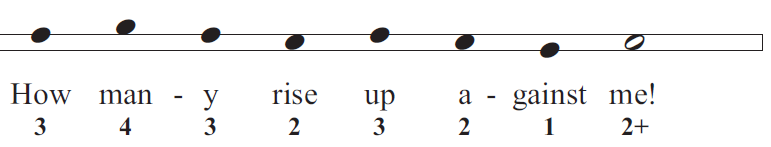 How man - y rise up a - gainst me!
3 4 3 2 3 2 1 2+